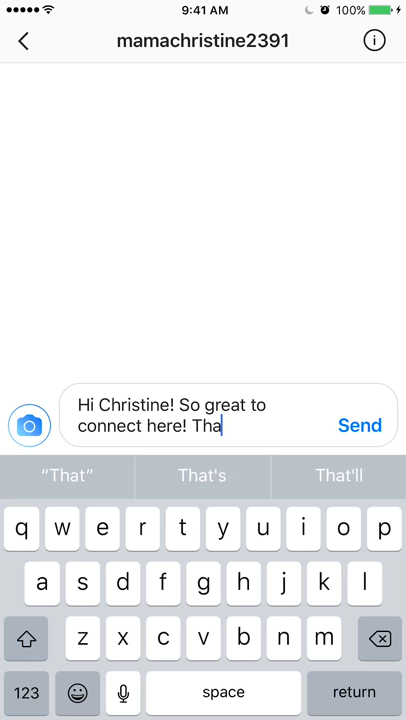 9:41 AM 100%
mamachristine2391
Hi Christine! So great to
connect here! Tha
Send
“That” That's That'll
q w e r t y u i o p
a s d f g h j k l
z x c v b n m
123 space return